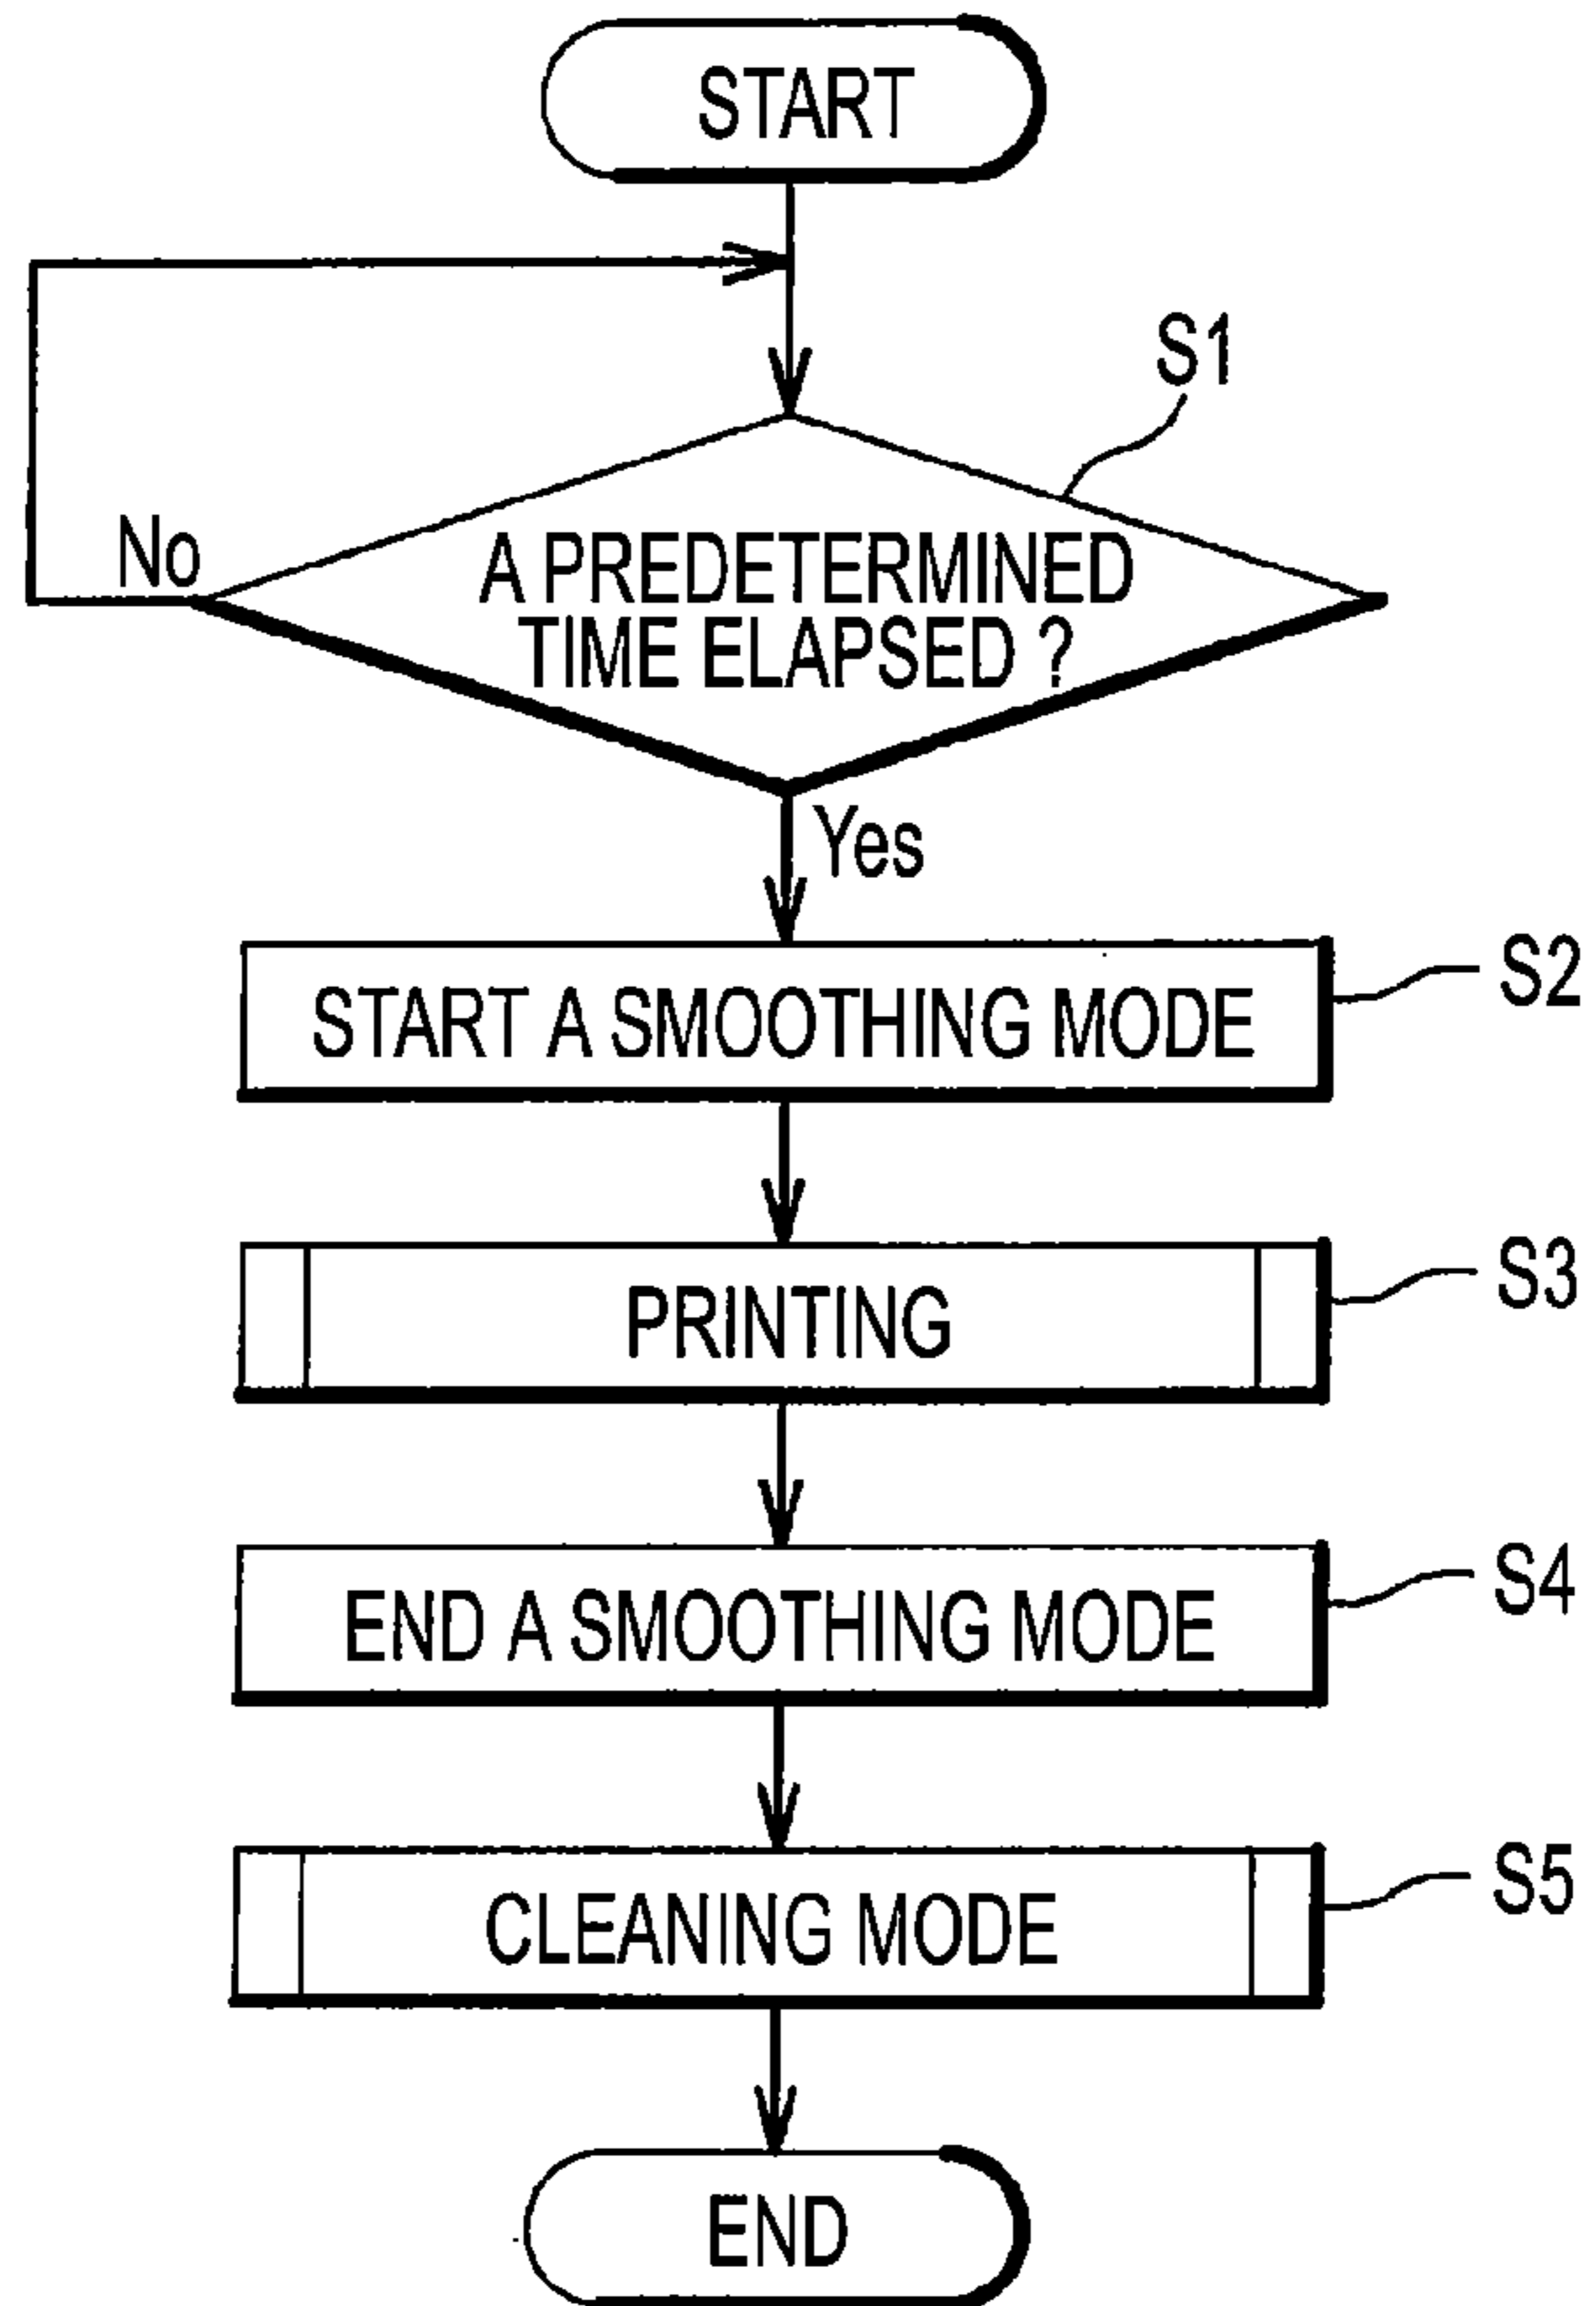 START
S1
No
A PREDETERMINED
TIME ELAPSED ?
Yes
START A SMOOTHING MODE
S2
PRINTING
S3
END A SMOOTHING MODE
S4
CLEANING MODE
S5
END